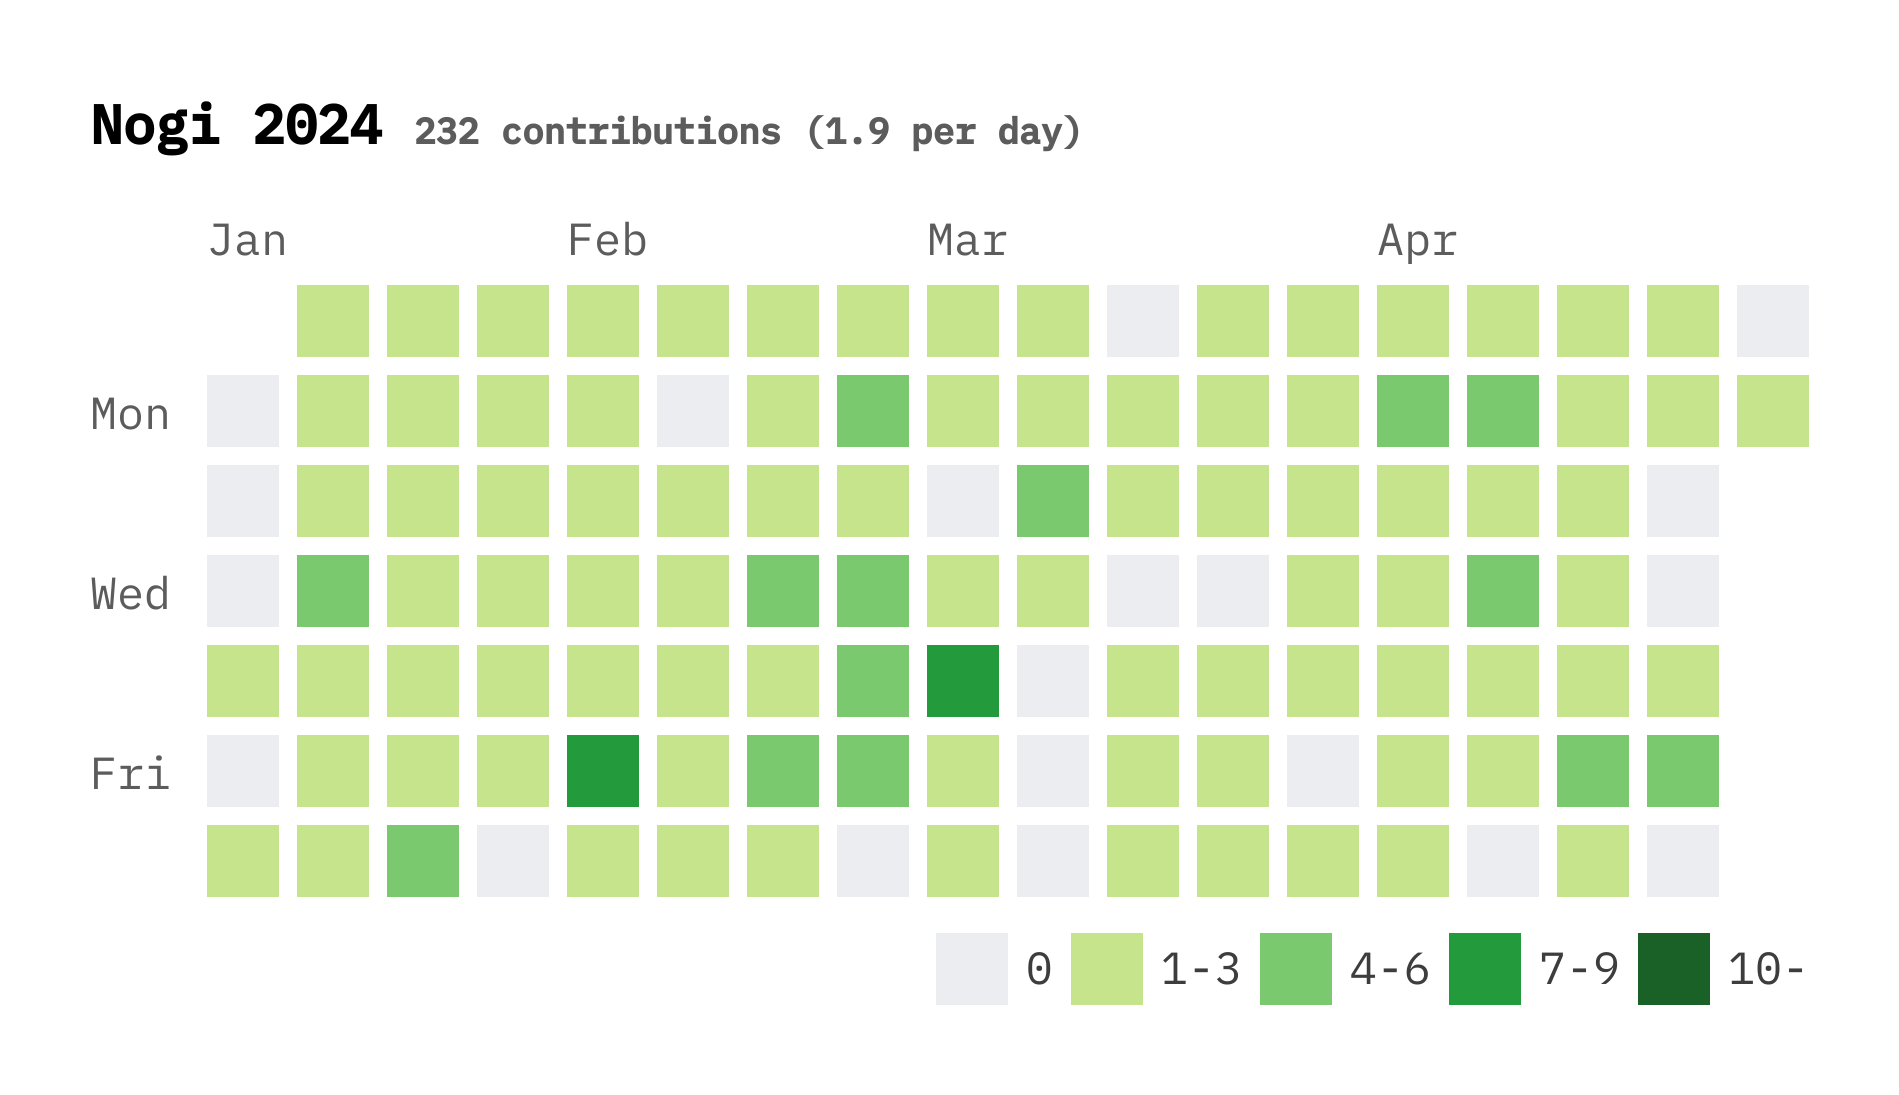 Nogi 2024 232 contributions (1.9 per day)
Jan Feb Mar Apr
Mon
Wed
Fri
0 1-3 4-6 7-9 10-